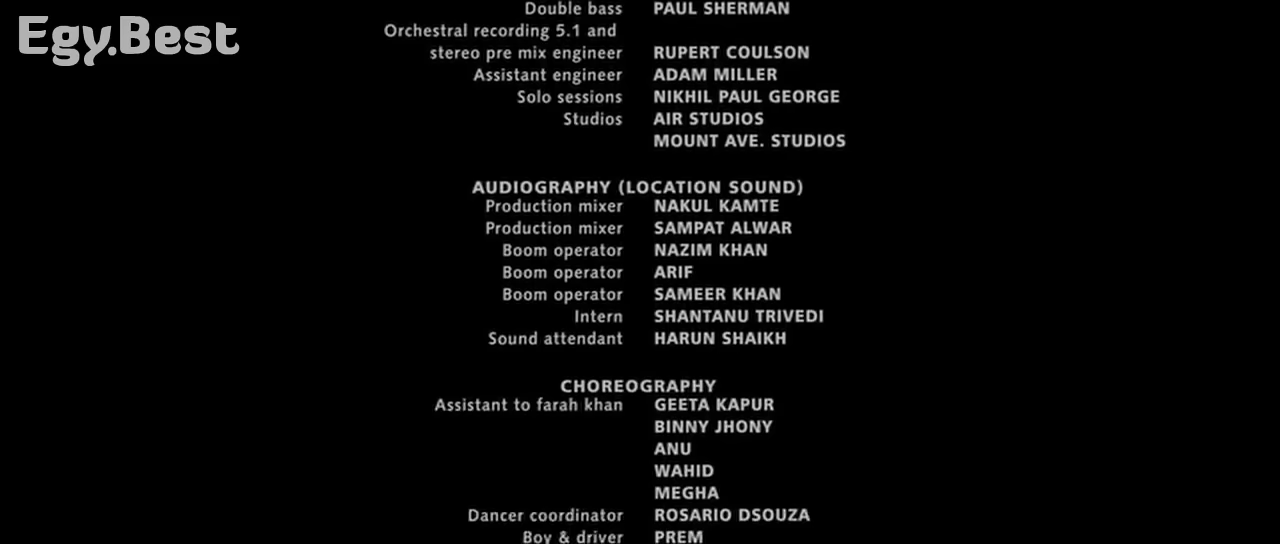 Egy.Best
Double bass PAUL SHERMAN
Orchestral recording 5.1 and
stereo pre mix engineer RUPERT COULSON
Assistant engineer ADAM MILLER
Solo sessions NIKHIL PAUL GEORGE
Studios AIR STUDIOS
MOUNT AVE. STUDIOS
AUDIOGRAPHY (LOCATION SOUND)
Production mixer NAKUL KAMTE
Production mixer SAMPAT ALWAR
Boom operator NAZIM KHAN
Boom operator ARIF
Boom operator SAMEER KHAN
Intern SHANTANU TRIVEDI
Sound attendant HARUN SHAIKH
CHOREOGRAPHY
Assistant to farah khan GEETA KAPUR
BINNY JHONY
ANU
WAHID
MEGHA
Dancer coordinator ROSARIO DSOUZA
Boy & driver PREM